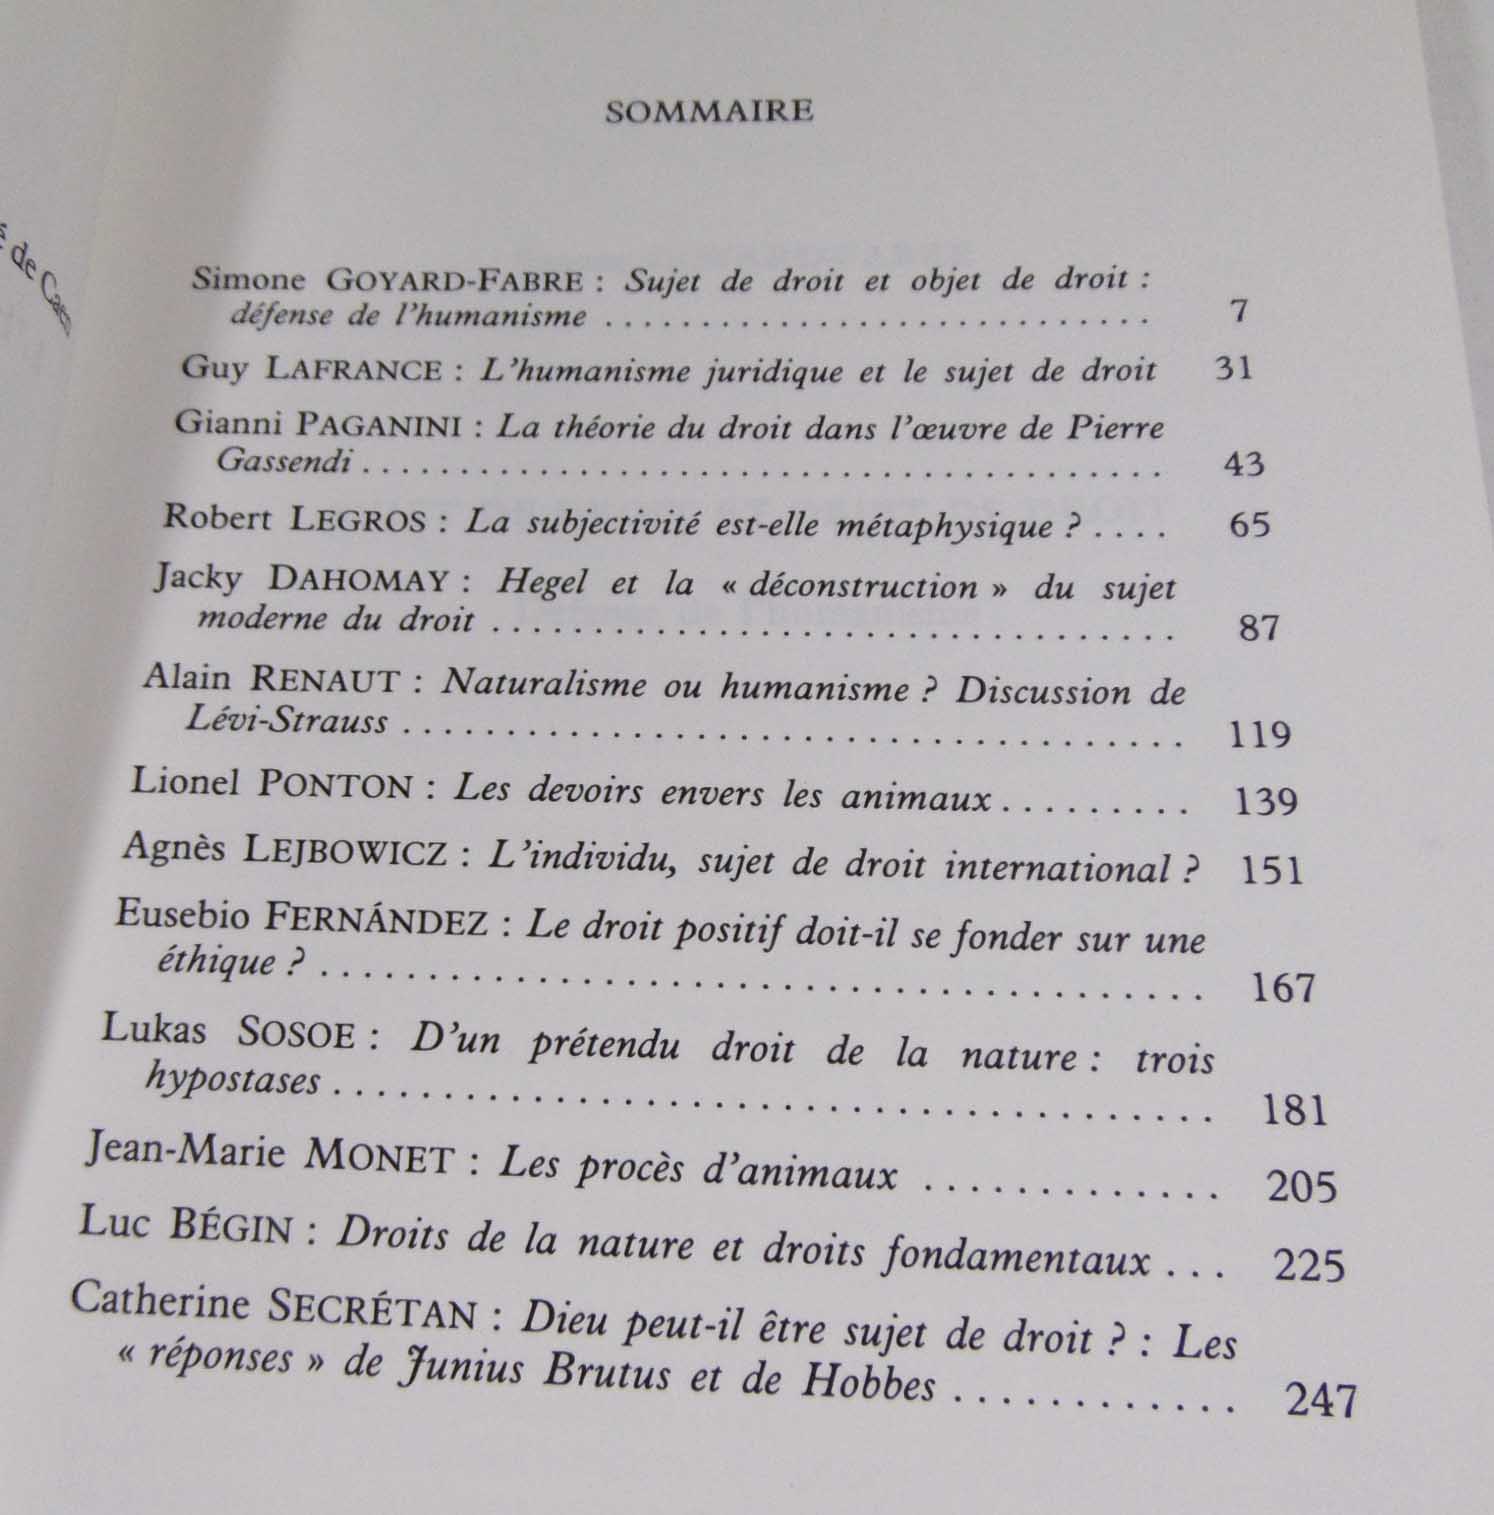 é de Caen
SOMMAIRE
Simone GOYARD-FABRE : Sujet de droit et objet de droit :
défense de l'humanisme . . . . . . . . . . . . . . . . . . . . . . . . . . . . 7
Guy LAFRANCE : L'humanisme juridique et le sujet de droit 31
Gianni PAGANINI : La théorie du droit dans l'œuvre de Pierre
Gassendi . . . . . . . . . . . . . . . . . . . . . . . . . . . . . . . . . . . . . . . . 43
Robert LEGROS : La subjectivité est-elle métaphysique ? . . . . 65
Jacky DAHOMAY : Hegel et la « déconstruction » du sujet
moderne du droit . . . . . . . . . . . . . . . . . . . . . . . . . . . . . . . . . 87
Alain RENAUT : Naturalisme ou humanisme ? Discussion de
Lévi-Strauss . . . . . . . . . . . . . . . . . . . . . . . . . . . . . . . . . . . . . 119
Lionel PONTON : Les devoirs envers les animaux . . . . . . . . . 139
Agnès LEJBOWICZ : L'individu, sujet de droit international ? 151
Eusebio FERNÁNDEZ : Le droit positif doit-il se fonder sur une
éthique ? . . . . . . . . . . . . . . . . . . . . . . . . . . . . . . . . . . . . . . . 167
Lukas SOSOE : D'un prétendu droit de la nature : trois
hypostases . . . . . . . . . . . . . . . . . . . . . . . . . . . . . . . . . . . . . . 181
Jean-Marie MONET : Les procès d'animaux . . . . . . . . . . . . . 205
Luc BÉGIN : Droits de la nature et droits fondamentaux . . . 225
Catherine SECRÉTAN : Dieu peut-il être sujet de droit ? : Les
« réponses » de Junius Brutus et de Hobbes . . . . . . . . . . . . 247